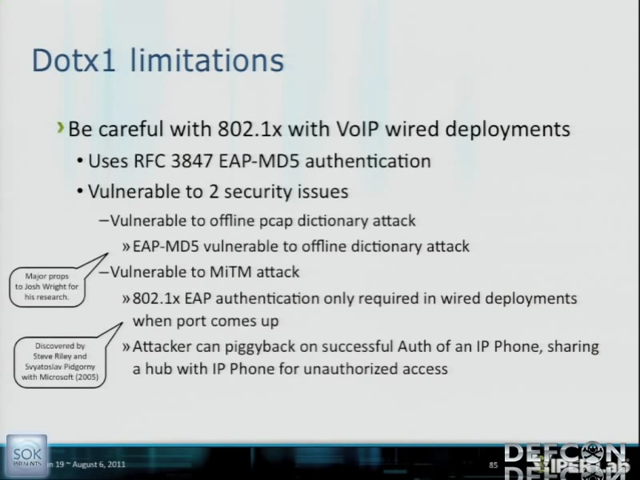 Dotx1 limitations
›Be careful with 802.1x with VoIP wired deployments
• Uses RFC 3847 EAP-MD5 authentication
• Vulnerable to 2 security issues
–Vulnerable to offline pcap dictionary attack
»EAP-MD5 vulnerable to offline dictionary attack
–Vulnerable to MiTM attack
»802.1x EAP authentication only required in wired deployments
when port comes up
»Attacker can piggyback on successful Auth of an IP Phone, sharing
a hub with IP Phone for unauthorized access
Major props
to Josh Wright for
his research.
Discovered by
Steve Riley and
Svyatoslav Pidgorny
with Microsoft (2005)
SOK
on 19 ~ August 6, 2011
85
DEFCON